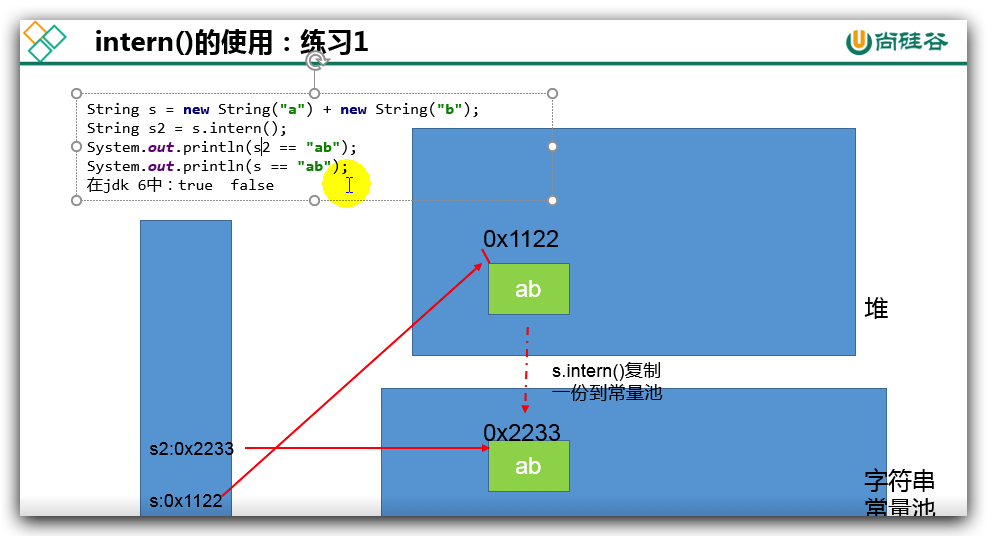 intern()的使用：练习1
尚硅谷
String s = new String("a") + new String("b");
String s2 = s.intern();
System.out.println(s2 == "ab");
System.out.println(s == "ab");
在jdk 6中：true  false
0x1122
ab
堆
s.intern()复制
一份到常量池
0x2233
s2:0x2233
ab
字符串
s:0x1122
常量池